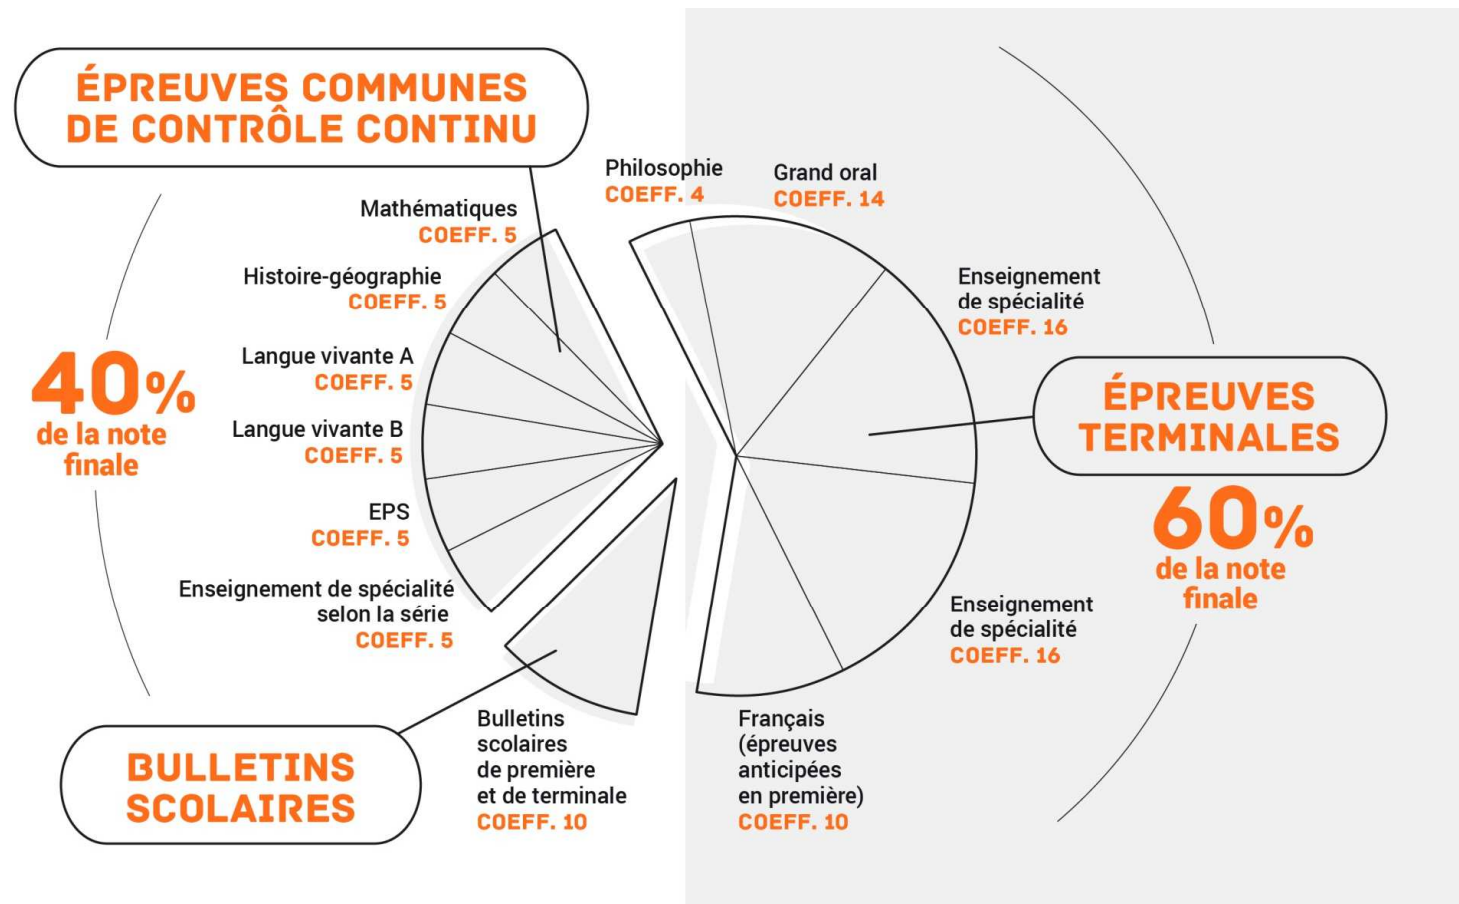 ÉPREUVES COMMUNES
DE CONTRÔLE CONTINU
Mathématiques
COEFF. 5
Histoire-géographie
COEFF. 5
Langue vivante A
COEFF. 5
Langue vivante B
COEFF. 5
EPS
COEFF. 5
Enseignement de spécialité
selon la série
COEFF. 5
40%
de la note
finale
BULLETINS
SCOLAIRES
Bulletins
scolaires
de première
et de terminale
COEFF. 10
Philosophie
COEFF. 4
Grand oral
COEFF. 14
Enseignement
de spécialité
COEFF. 16
ÉPREUVES
TERMINALES
60%
de la note
finale
Enseignement
de spécialité
COEFF. 16
Français
(épreuves
anticipées
en première)
COEFF. 10